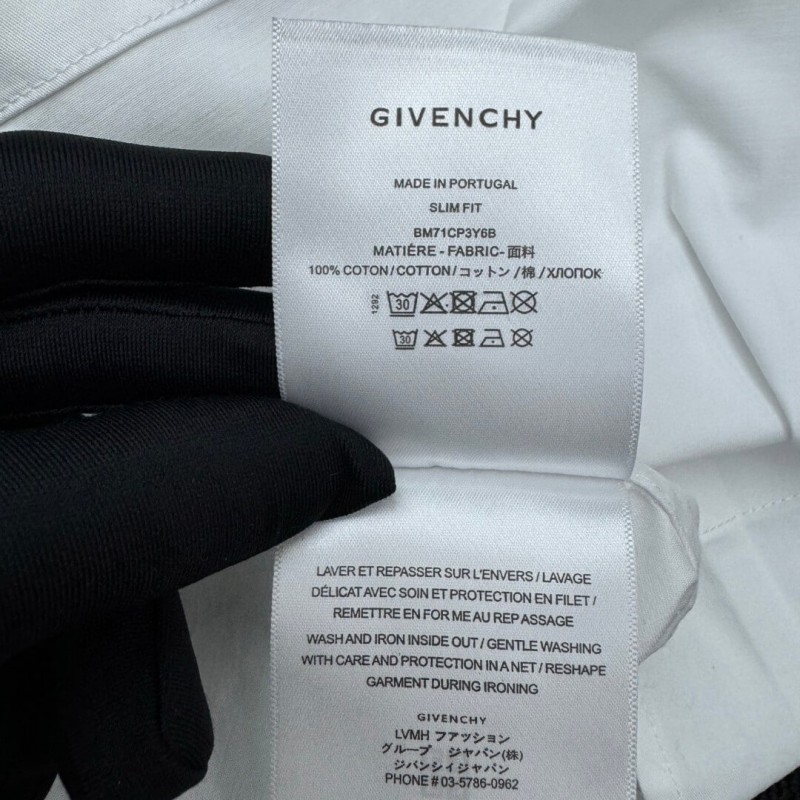 GIVENCHY
MADE IN PORTUGAL
SLIM FIT
BM71CP3Y6B
MATIÉRE - FABRIC- 面料
100% COTON / COTTON / コットン / 棉 / ХЛОПОК
1292
30
30
LAVER ET REPASSER SUR L'ENVERS / LAVAGE
DÉLICAT AVEC SOIN ET PROTECTION EN FILET /
REMETTRE EN FOR ME AU REP ASSAGE
WASH AND IRON INSIDE OUT / GENTLE WASHING
WITH CARE AND PROTECTION IN A NET / RESHAPE
GARMENT DURING IRONING
GIVENCHY
LVMH ファアッション
グループ ジャパン(株)
ジバンシイジャパン
PHONE # 03-5786-0962